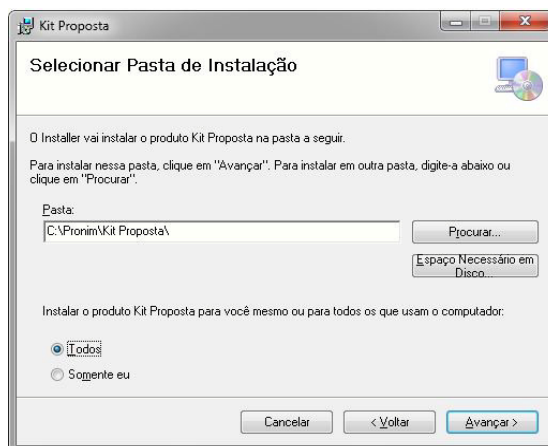 Kit Proposta
Selecionar Pasta de Instalação
O Installer vai instalar o produto Kit Proposta na pasta a seguir.
Para instalar nessa pasta, clique em "Avançar". Para instalar em outra pasta, digite-a abaixo ou
clique em "Procurar".
Pasta:
C:\Pronim\Kit Proposta\
Procurar...
Espaço Necessário em
Disco...
Instalar o produto Kit Proposta para você mesmo ou para todos os que usam o computador:
Todos
Somente eu
Cancelar
< Voltar
Avançar >